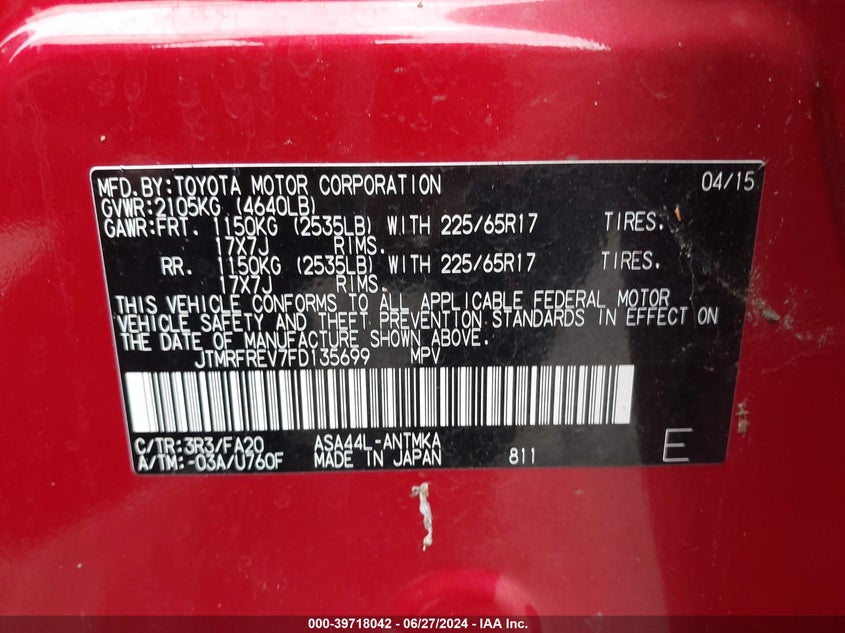 MFD.BY:TOYOTA MOTOR CORPORATION 04/15
GVWR:2105KG (4640LB)
GAWR:FRT. 1150KG (2535LB) WITH 225/65R17 TIRES.
17X7J RIMS.
RR. 1150KG (2535LB) WITH 225/65R17 TIRES.
17X7J RIMS.
THIS VEHICLE CONFORMS TO ALL APPLICABLE FEDERAL MOTOR
VEHICLE SAFETY AND THEFT PREVENTION STANDARDS IN EFFECT ON
THE DATE OF MANUFACTURE SHOWN ABOVE.
JTMRFREV7FD135699 MPV
C/TR:3R3/FA20 ASA44L-ANTMKA
A/TM:-03A/U760F MADE IN JAPAN 811 E
000-39718042 - 06/27/2024 - IAA Inc.